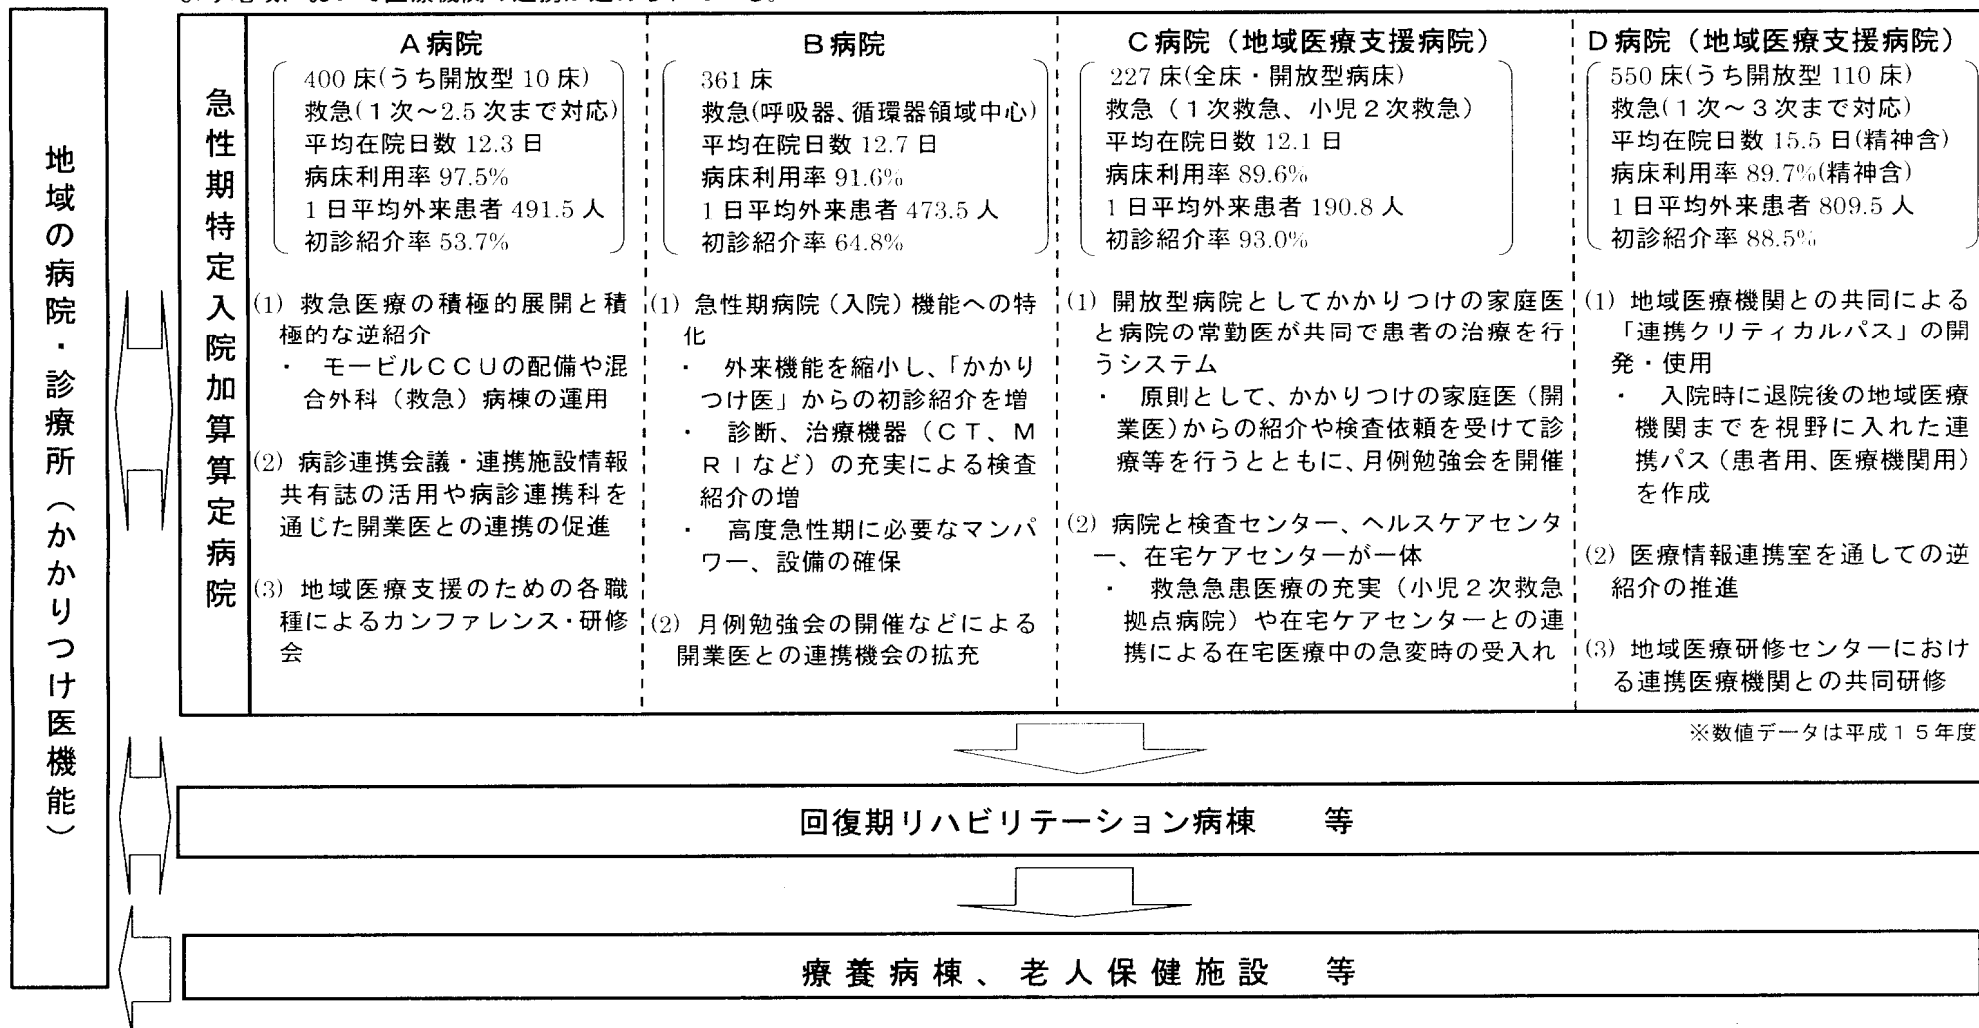 地域の病院・診療所（かかりつけ医機能）
急性期特定入院加算算定病院
A病院
400床(うち開放型10床)
救急(1次～2.5次まで対応)
平均在院日数12.3日
病床利用率97.5%
1日平均外来患者491.5人
初診紹介率53.7%
(1) 救急医療の積極的展開と積
極的な逆紹介
・ モービルCCUの配備や混
合外科（救急）病棟の運用
(2) 病診連携会議・連携施設情報
共有誌の活用や病診連携科を
通じた開業医との連携の促進
(3) 地域医療支援のための各職
種によるカンファレンス・研修
会
B病院
361床
救急(呼吸器、循環器領域中心)
平均在院日数12.7日
病床利用率91.6%
1日平均外来患者473.5人
初診紹介率64.8%
(1) 急性期病院（入院）機能への特
化
・ 外来機能を縮小し、「かかり
つけ医」からの初診紹介を増
・ 診断、治療機器（CT、M
RIなど）の充実による検査
紹介の増
・ 高度急性期に必要なマンパ
ワー、設備の確保
(2) 月例勉強会の開催などによる
開業医との連携機会の拡充
C病院（地域医療支援病院）
227床(全床・開放型病床)
救急（1次救急、小児2次救急）
平均在院日数12.1日
病床利用率89.6%
1日平均外来患者190.8人
初診紹介率93.0%
(1) 開放型病院としてかかりつけの家庭医
と病院の常勤医が共同で患者の治療を行
うシステム
・ 原則として、かかりつけの家庭医（開
業医）からの紹介や検査依頼を受けて診
療等を行うとともに、月例勉強会を開催
(2) 病院と検査センター、ヘルスケアセンタ
ー、在宅ケアセンターが一体
・ 救急急患医療の充実（小児2次救急
拠点病院）や在宅ケアセンターとの連
携による在宅医療中の急変時の受入れ
D病院（地域医療支援病院）
550床(うち開放型110床)
救急(1次～3次まで対応)
平均在院日数15.5日(精神含)
病床利用率89.7%(精神含)
1日平均外来患者809.5人
初診紹介率88.5%
(1) 地域医療機関との共同による
「連携クリティカルパス」の開
発・使用
・ 入院時に退院後の地域医療
機関までを視野に入れた連
携パス（患者用、医療機関用）
を作成
(2) 医療情報連携室を通しての逆
紹介の推進
(3) 地域医療研修センターにおけ
る連携医療機関との共同研修
※数値データは平成15年度
回復期リハビリテーション病棟 等
療養病棟、老人保健施設 等